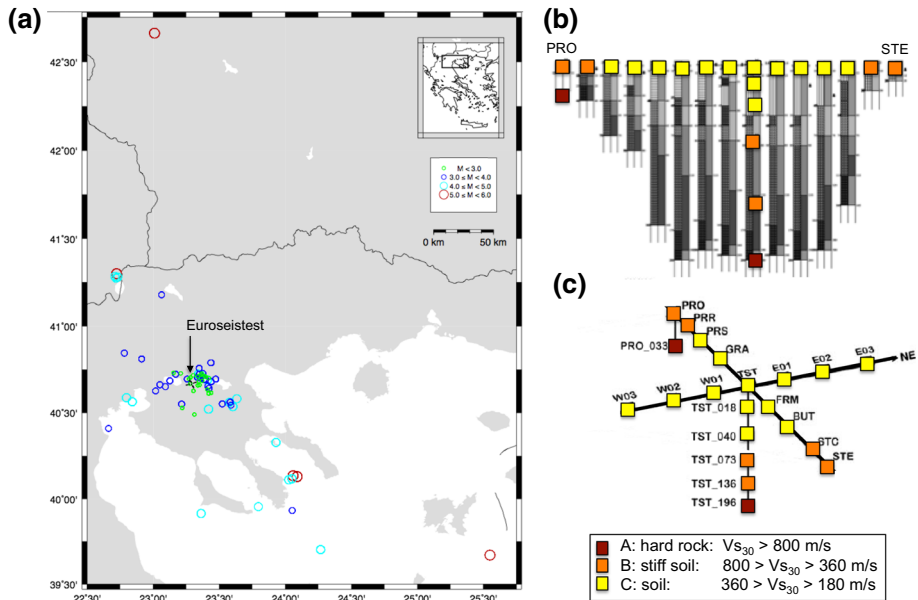 (a)
42˚30'
42˚00'
41˚30'
41˚00'
40˚30'
40˚00'
39˚30'
22˚30'
23˚00'
23˚30'
24˚00'
24˚30'
25˚00'
25˚30'
M < 3.0
3.0 ≤ M < 4.0
4.0 ≤ M < 5.0
5.0 ≤ M < 6.0
0 km
50 km
Euroseistest
(b)
PRO
STE
(c)
PRO
PRR
PRS
PRO_033
GRA
TST
E01
E02
E03
NE
W03
W02
W01
TST_018
FRM
BUT
TST_040
STC
TST_073
STE
TST_136
TST_196
A: hard rock: Vs30 > 800 m/s
B: stiff soil: 800 > Vs30 > 360 m/s
C: soil: 360 > Vs30 > 180 m/s